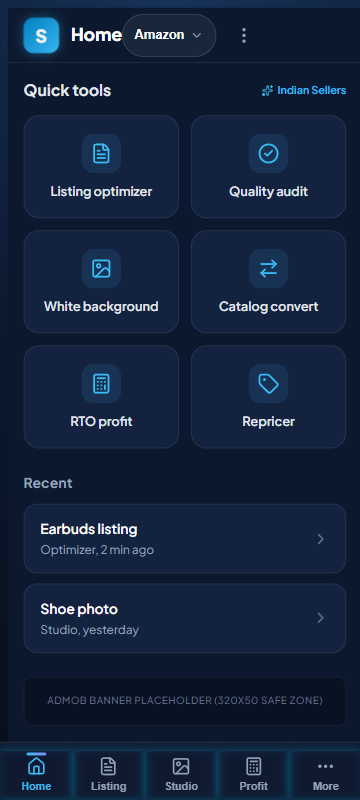 S Home Amazon
Quick tools Indian Sellers
Listing optimizer Quality audit
White background Catalog convert
RTO profit Repricer
Recent
Earbuds listing
Optimizer, 2 min ago
Shoe photo
Studio, yesterday
ADMOB BANNER PLACEHOLDER (320X50 SAFE ZONE)
Home Listing Studio Profit More